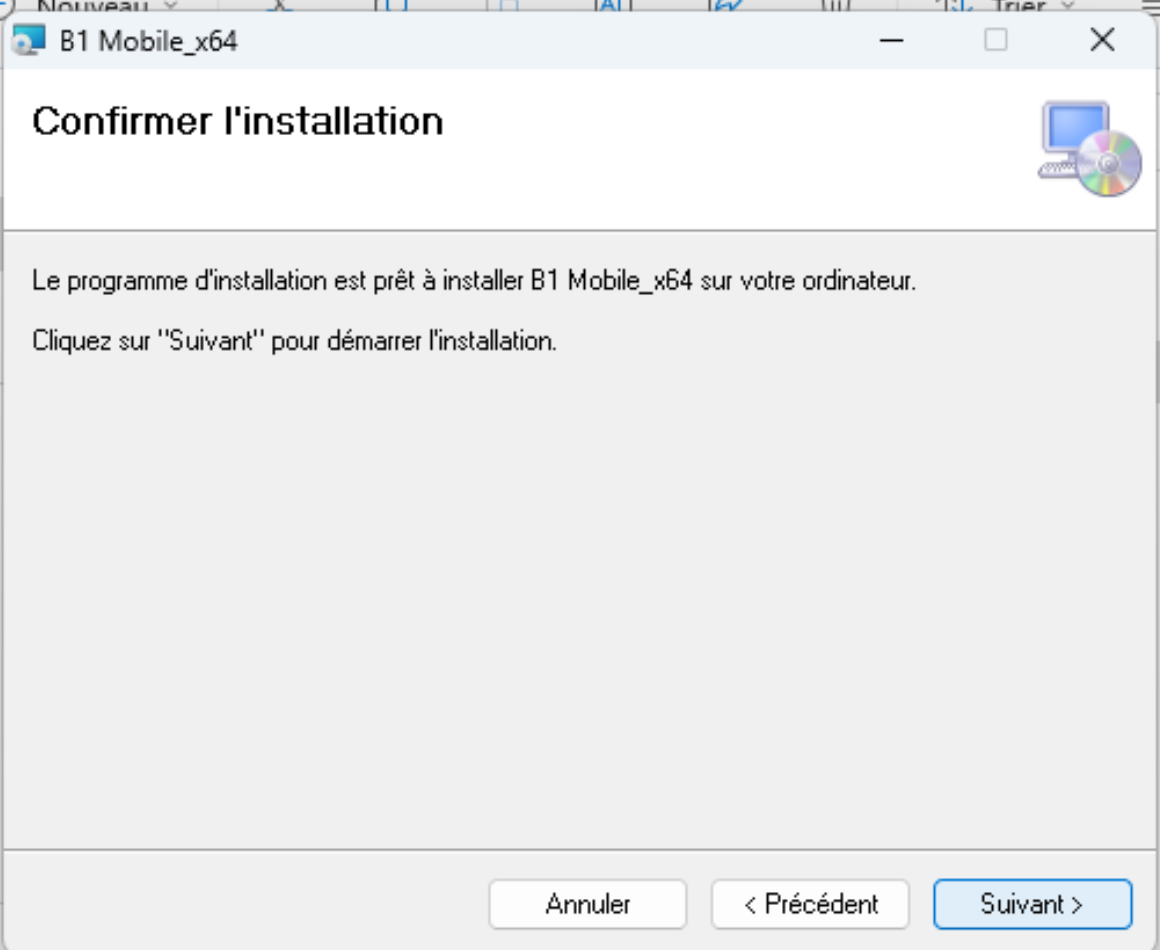 Nouveau
Trier
B1 Mobile_x64
Confirmer l'installation
Le programme d'installation est prêt à installer B1 Mobile_x64 sur votre ordinateur.
Cliquez sur "Suivant" pour démarrer l'installation.
Annuler
< Précédent
Suivant >